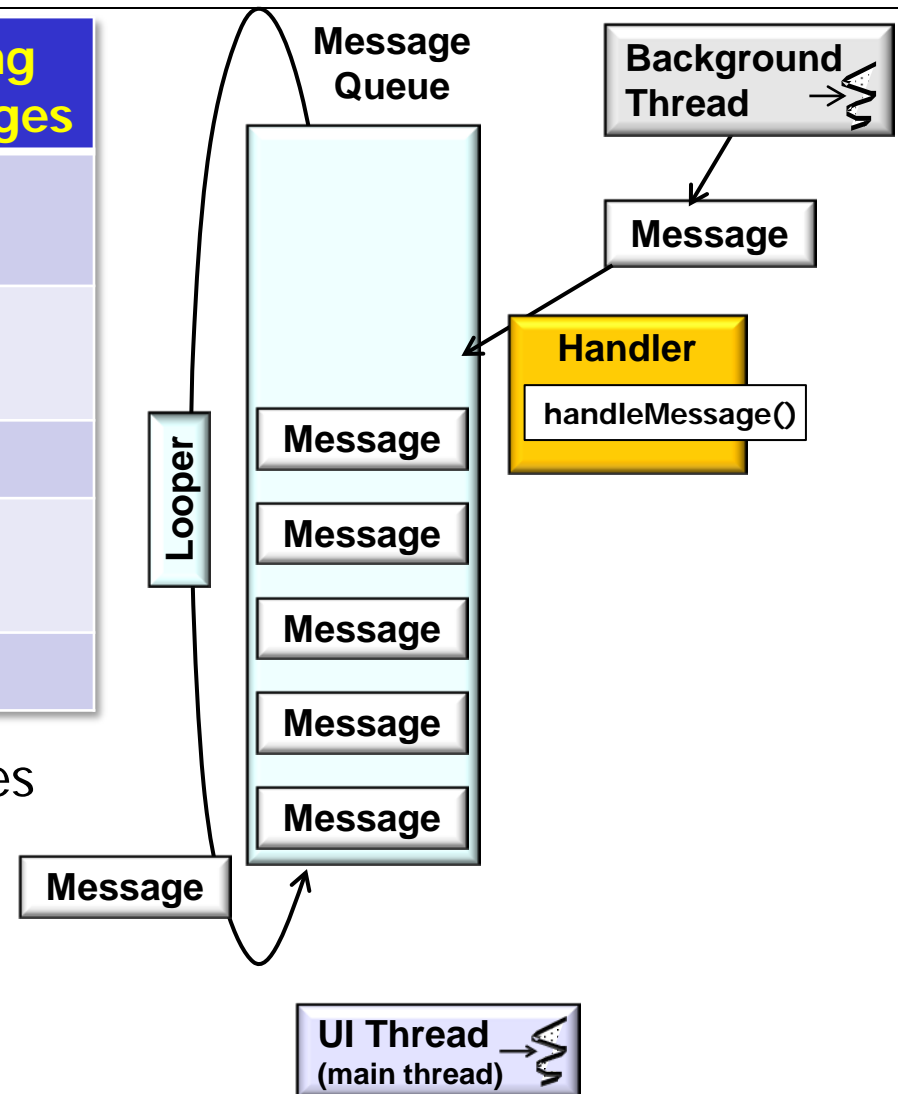 Message
Queue
Background
Thread
Message
Handler
handleMessage()
Looper
Message
Message
Message
Message
Message
Message
UI Thread
(main thread)